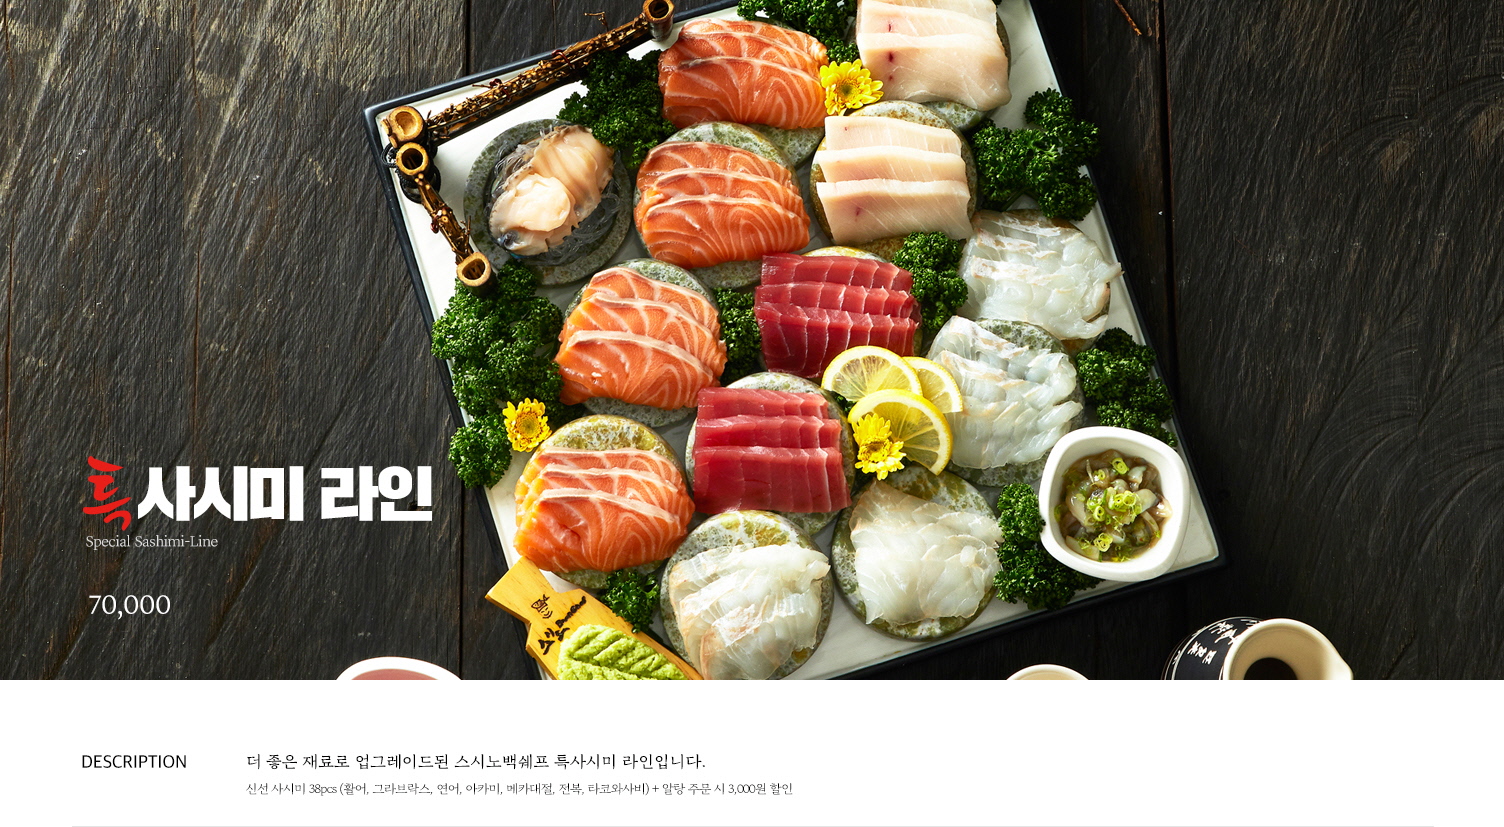 특사시미 라인
Special Sashimi-Line
70,000
DESCRIPTION
더 좋은 재료로 업그레이드된 스시노백쉐프 특사시미 라인입니다.
신선 사시미 38pcs (활어, 그라브락스, 연어, 아카미, 메카대절, 전복, 타코와사비) + 알탕 주문 시 3,000원 할인